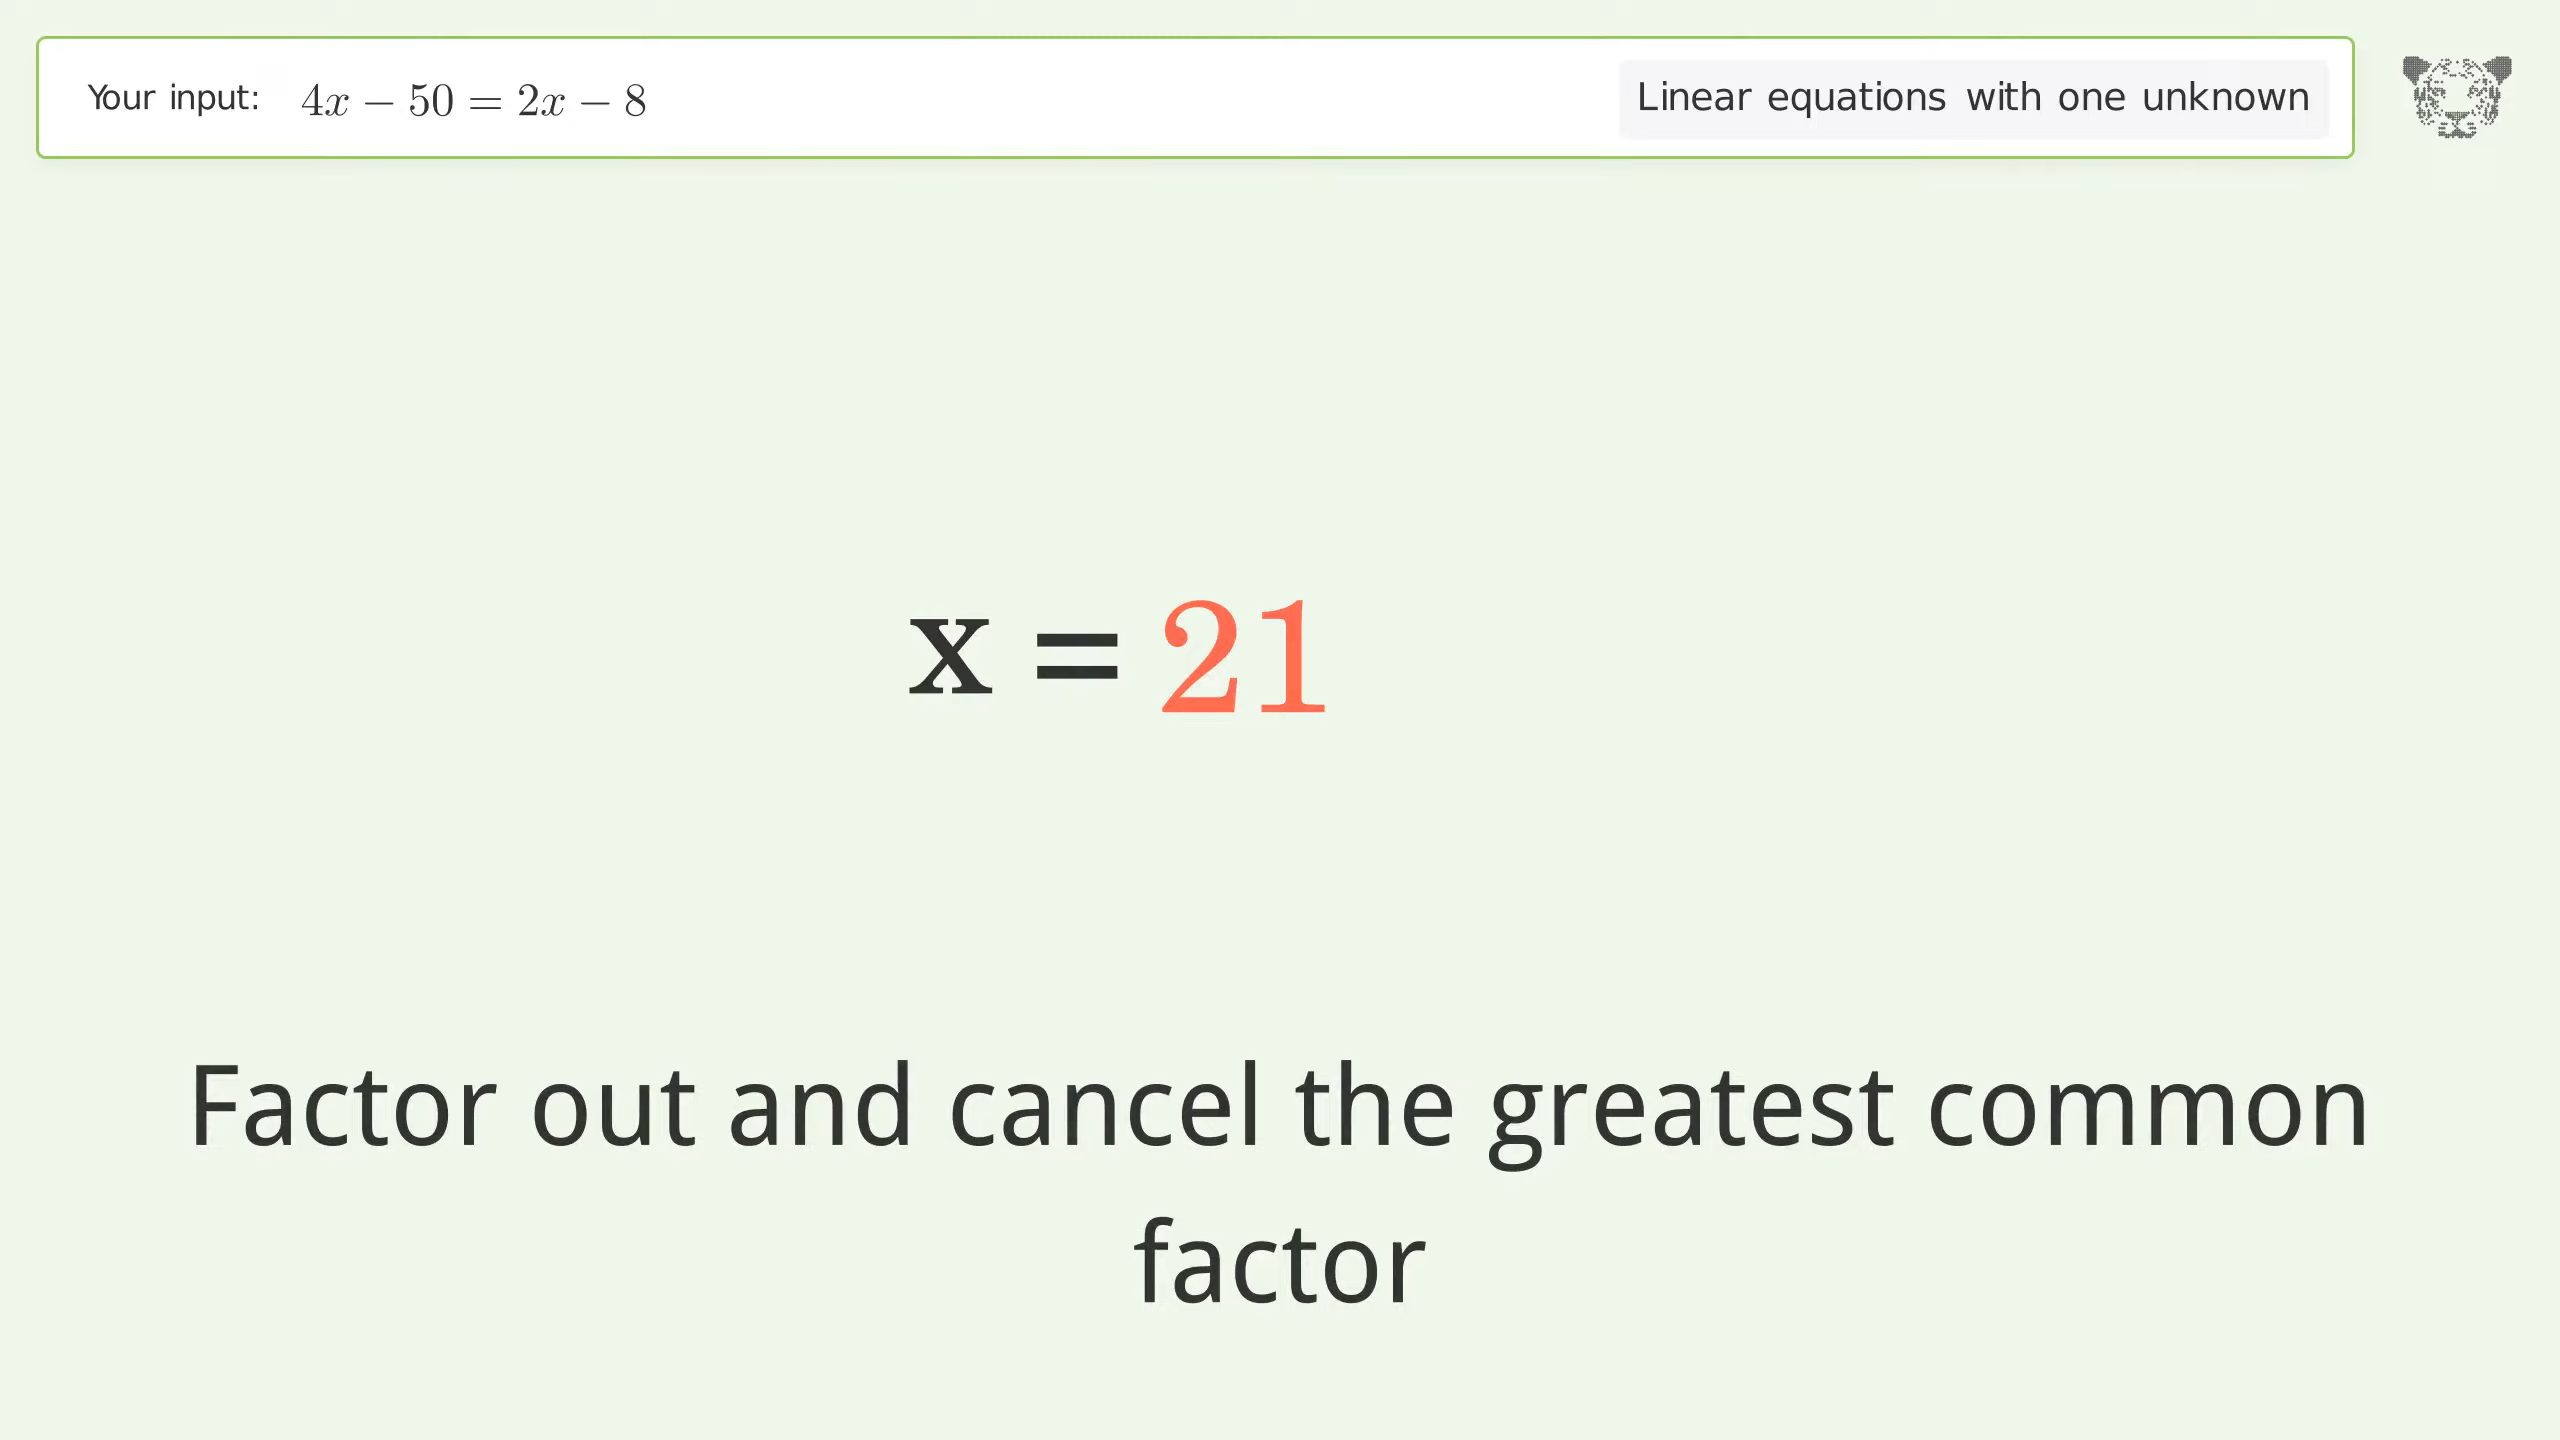 Your input: 4x − 50 = 2x − 8
Linear equations with one unknown
x = 21
Factor out and cancel the greatest common
factor